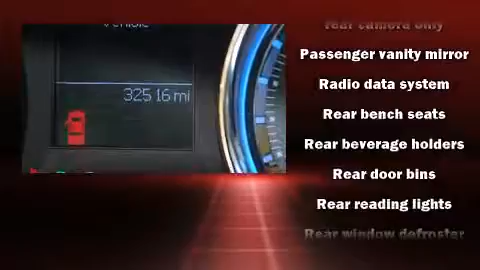 Vehicle
325.16 mi
rear camera only
Passenger vanity mirror
Radio data system
Rear bench seats
Rear beverage holders
Rear door bins
Rear reading lights
Rear window defroster